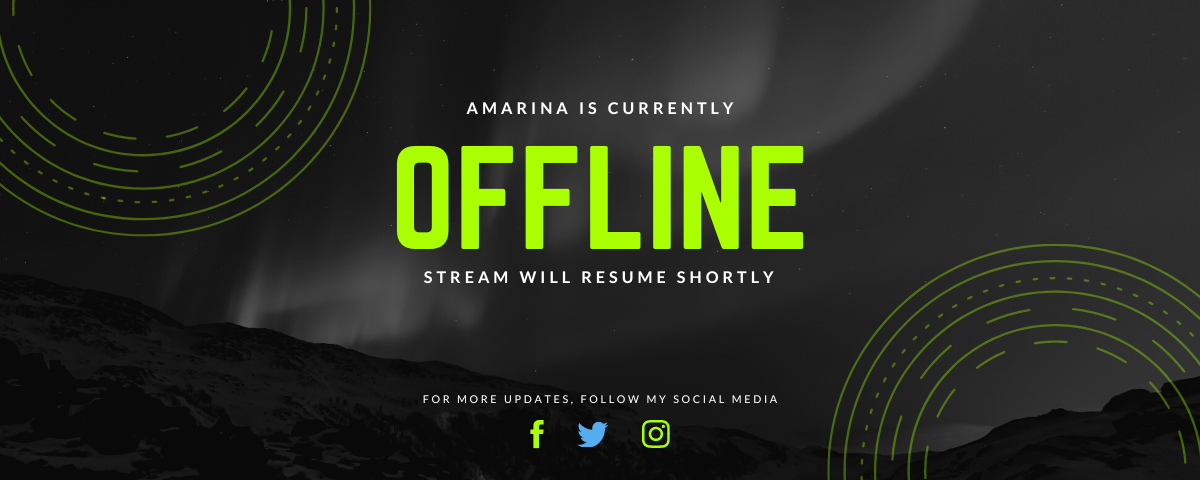 AMARINA IS CURRENTLY
OFFLINE
STREAM WILL RESUME SHORTLY
FOR MORE UPDATES, FOLLOW MY SOCIAL MEDIA